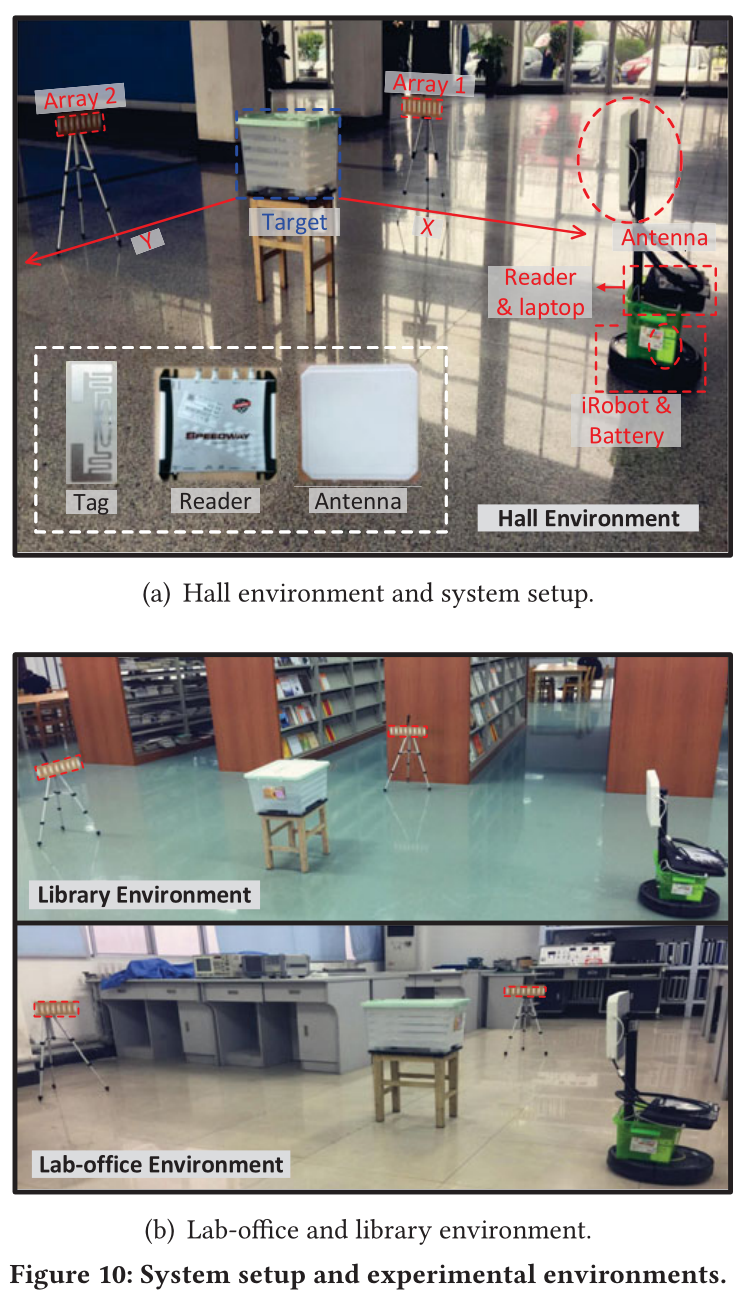 Array 2
Array 1
Target
Y
X
Antenna
Reader
& laptop
iRobot &
Battery
SPEEDWAY
Tag
Reader
Antenna
Hall Environment
(a) Hall environment and system setup.
Library Environment
Lab-office Environment
(b) Lab-office and library environment.
Figure 10: System setup and experimental environments.